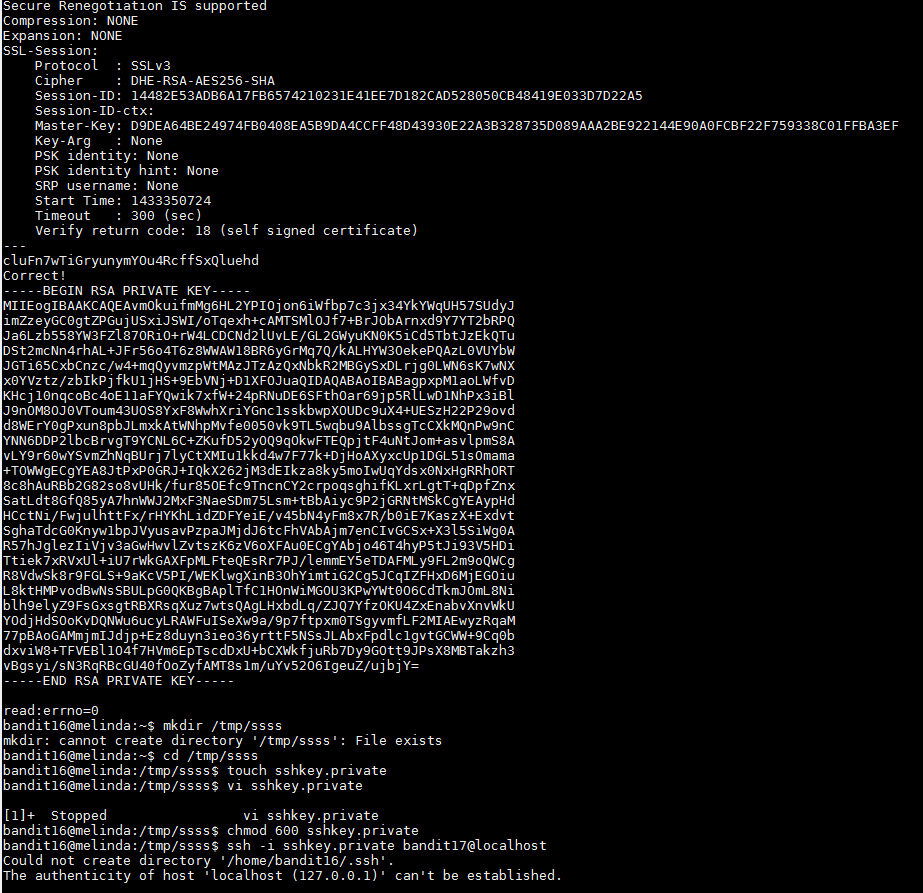 Secure Renegotiation IS supported
Compression: NONE
Expansion: NONE
SSL-Session:
    Protocol  : SSLv3
    Cipher    : DHE-RSA-AES256-SHA
    Session-ID: 14482E53ADB6A17FB6574210231E41EE7D182CAD528050CB48419E033D7D22A5
    Session-ID-ctx:
    Master-Key: D9DEA64BE24974FB0408EA5B9DA4CCFF48D43930E22A3B328735D089AAA2BE922144E90A0FCBF22F759338C01FFBA3EF
    Key-Arg   : None
    PSK identity: None
    PSK identity hint: None
    SRP username: None
    Start Time: 1433350724
    Timeout   : 300 (sec)
    Verify return code: 18 (self signed certificate)
---
cluFn7wTiGryunymYOu4RcffSxQluehd
Correct!
-----BEGIN RSA PRIVATE KEY-----
MIIEogIBAAKCAQEAvmOkuifmMg6HL2YPIOjon6iWfbp7c3jx34YkYWqUH57SUdyJ
imZzeyGC0gtZPGujUSxiJSWI/oTqexh+cAMTSMlOJf7+BrJObArnxd9Y7YT2bRPQ
Ja6Lzb558YW3FZl87ORiO+rW4LCDCNd2lUvLE/GL2GWyuKN0K5iCd5TbtJzEkQTu
DSt2mcNn4rhAL+JFr56o4T6z8WWAW18BR6yGrMq7Q/kALHYW3OekePQAzL0VUYbW
JGTi65CxbCnzc/w4+mqQyvmzpWtMAzJTzAzQxNbkR2MBGySxDLrjg0LWN6sK7wNX
x0YVztz/zbIkPjfkU1jHS+9EbVNj+D1XFOJuaQIDAQABAoIBABagpxpM1aoLWfvD
KHcj10nqcoBc4oE11aFYQwik7xfW+24pRNuDE6SFthOar69jp5RlLwD1NhPx3iBl
J9nOM8OJ0VToum43UOS8YxF8WwhXriYGnc1sskbwpXOUDc9uX4+UESzH22P29ovd
d8WErY0gPxun8pbJLmxkAtWNhpMvfe0050vk9TL5wqbu9AlbssgTcCXkMQnPw9nC
YNN6DDP2lbcBrvgT9YCNL6C+ZKufD52yOQ9qOkwFTEQpjtF4uNtJom+asvlpmS8A
vLY9r60wYSvmZhNqBUrj7lyCtXMIu1kkd4w7F77k+DjHoAXyxcUp1DGL51sOmama
+TOWWgECgYEA8JtPxP0GRJ+IQkX262jM3dEIkza8ky5moIwUqYdsx0NxHgRRhORT
8c8hAuRBb2G82so8vUHk/fur85OEfc9TncnCY2crpoqsghifKLxrLgtT+qDpfZnx
SatLdt8GfQ85yA7hnWWJ2MxF3NaeSDm75Lsm+tBbAiyc9P2jGRNtMSkCgYEAypHd
HCctNi/FwjulhttFx/rHYKhLidZDFYeiE/v45bN4yFm8x7R/b0iE7KaszX+Exdvt
SghaTdcG0Knyw1bpJVyusavPzpaJMjdJ6tcFhVAbAjm7enCIvGCSx+X3l5SiWg0A
R57hJglezIiVjv3aGwHwvlZvtszK6zV6oXFAu0ECgYAbjo46T4hyP5tJi93V5HDi
Ttiek7xRVxUl+iU7rWkGAXFpMLFteQEsRr7PJ/lemmEY5eTDAFMLy9FL2m9oQWCg
R8VdwSk8r9FGLS+9aKcV5PI/WEKlwgXinB3OhYimtiG2Cg5JCqIZFHxD6MjEGOiu
L8ktHMPvodBwNsSBULpG0QKBgBAplTfC1HOnWiMGOU3KPwYWt0O6CdTkmJOmL8Ni
blh9elyZ9FsGxsgtRBXRsqXuz7wtsQAgLHxbdLq/ZJQ7YfzOKU4ZxEnabvXnvWkU
YOdjHdSOoKvDQNWu6ucyLRAWFuISeXw9a/9p7ftpxm0TSgyvmfLF2MIAEwyzRqaM
77pBAoGAMmjmIJdjp+Ez8duyn3ieo36yrttF5NSsJLAbxFpdlc1gvtGCWW+9Cq0b
dxviW8+TFVEBl1O4f7HVm6EpTscdDxU+bCXWkfjuRb7Dy9GOtt9JPsX8MBTakzh3
vBgsyi/sN3RqRBcGU40fOoZyfAMT8s1m/uYv52O6IgeuZ/ujbjY=
-----END RSA PRIVATE KEY-----

read:errno=0
bandit16@melinda:~$ mkdir /tmp/ssss
mkdir: cannot create directory '/tmp/ssss': File exists
bandit16@melinda:~$ cd /tmp/ssss
bandit16@melinda:/tmp/ssss$ touch sshkey.private
bandit16@melinda:/tmp/ssss$ vi sshkey.private

[1]+  Stopped                 vi sshkey.private
bandit16@melinda:/tmp/ssss$ chmod 600 sshkey.private
bandit16@melinda:/tmp/ssss$ ssh -i sshkey.private bandit17@localhost
Could not create directory '/home/bandit16/.ssh'.
The authenticity of host 'localhost (127.0.0.1)' can't be established.